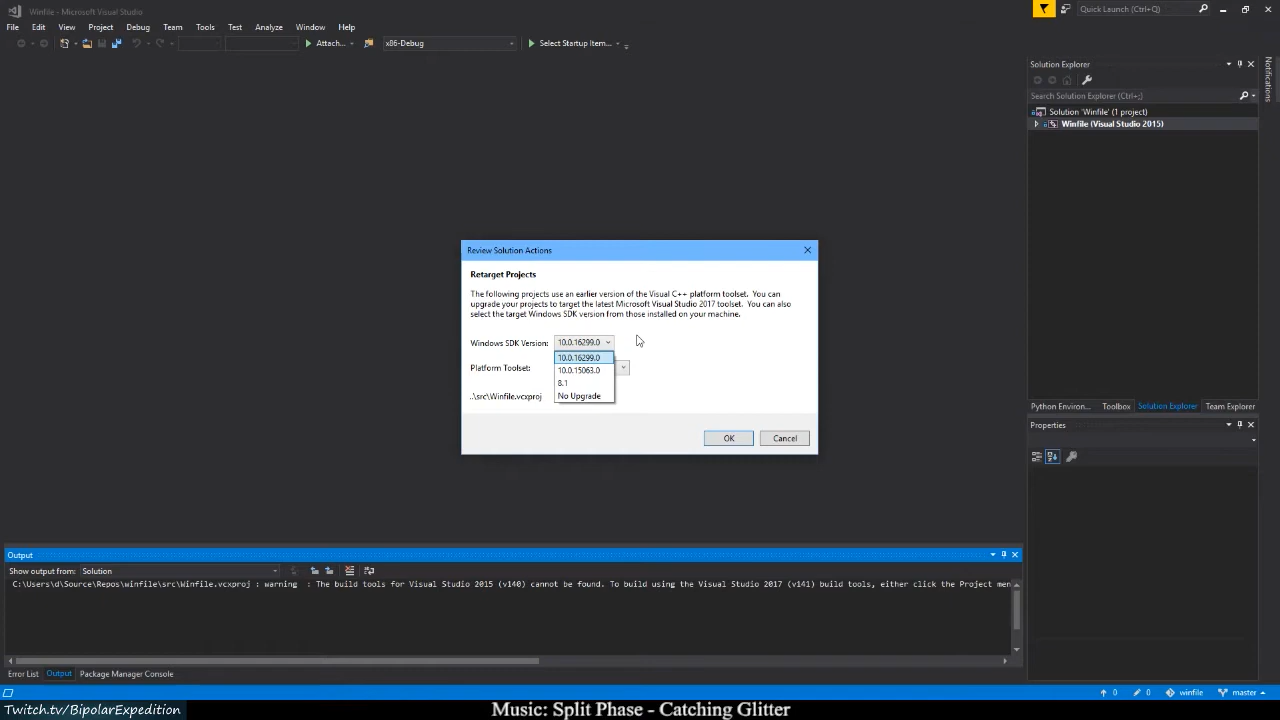 Winfile - Microsoft Visual Studio
Quick Launch (Ctrl+Q)
File Edit View Project Debug Team Tools Test Analyze Window Help
Attach... x86-Debug Select Startup Item...
Solution Explorer
Search Solution Explorer (Ctrl+;)
Solution 'Winfile' (1 project)
Winfile (Visual Studio 2015)
Notifications
Review Solution Actions
Retarget Projects
The following projects use an earlier version of the Visual C++ platform toolset. You can
upgrade your projects to target the latest Microsoft Visual Studio 2017 toolset. You can also
select the target Windows SDK version from those installed on your machine.
Windows SDK Version: 10.0.16299.0
10.0.16299.0
Platform Toolset: 10.0.15063.0
8.1
..\src\Winfile.vcxproj No Upgrade
OK Cancel
Python Environ... Toolbox Solution Explorer Team Explorer
Properties
Output
Show output from: Solution
C:\Users\d\Source\Repos\winfile\src\Winfile.vcxproj : warning : The build tools for Visual Studio 2015 (v140) cannot be found. To build using the Visual Studio 2017 (v141) build tools, either click the Project men
Error List Output Package Manager Console
0 0 winfile master
Twitch.tv/BipolarExpedition
Music: Split Phase - Catching Glitter